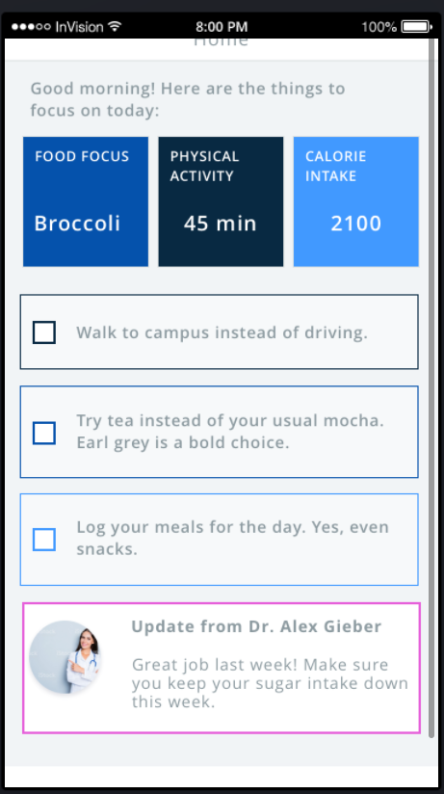 InVision
8:00 PM
100%
Home
Good morning! Here are the things to
focus on today:
FOOD FOCUS
Broccoli
PHYSICAL
ACTIVITY
45 min
CALORIE
INTAKE
2100
Walk to campus instead of driving.
Try tea instead of your usual mocha.
Earl grey is a bold choice.
Log your meals for the day. Yes, even
snacks.
Update from Dr. Alex Gieber
Great job last week! Make sure
you keep your sugar intake down
this week.